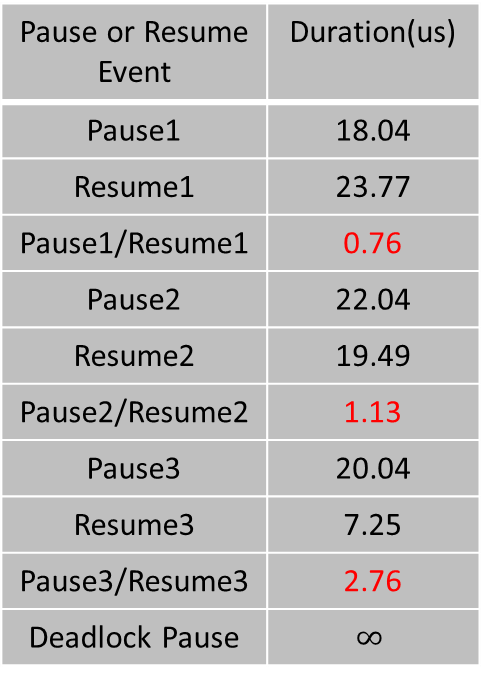 Pause or Resume Duration(us)
Event
Pause1 18.04
Resume1 23.77
Pause1/Resume1 0.76
Pause2 22.04
Resume2 19.49
Pause2/Resume2 1.13
Pause3 20.04
Resume3 7.25
Pause3/Resume3 2.76
Deadlock Pause ∞